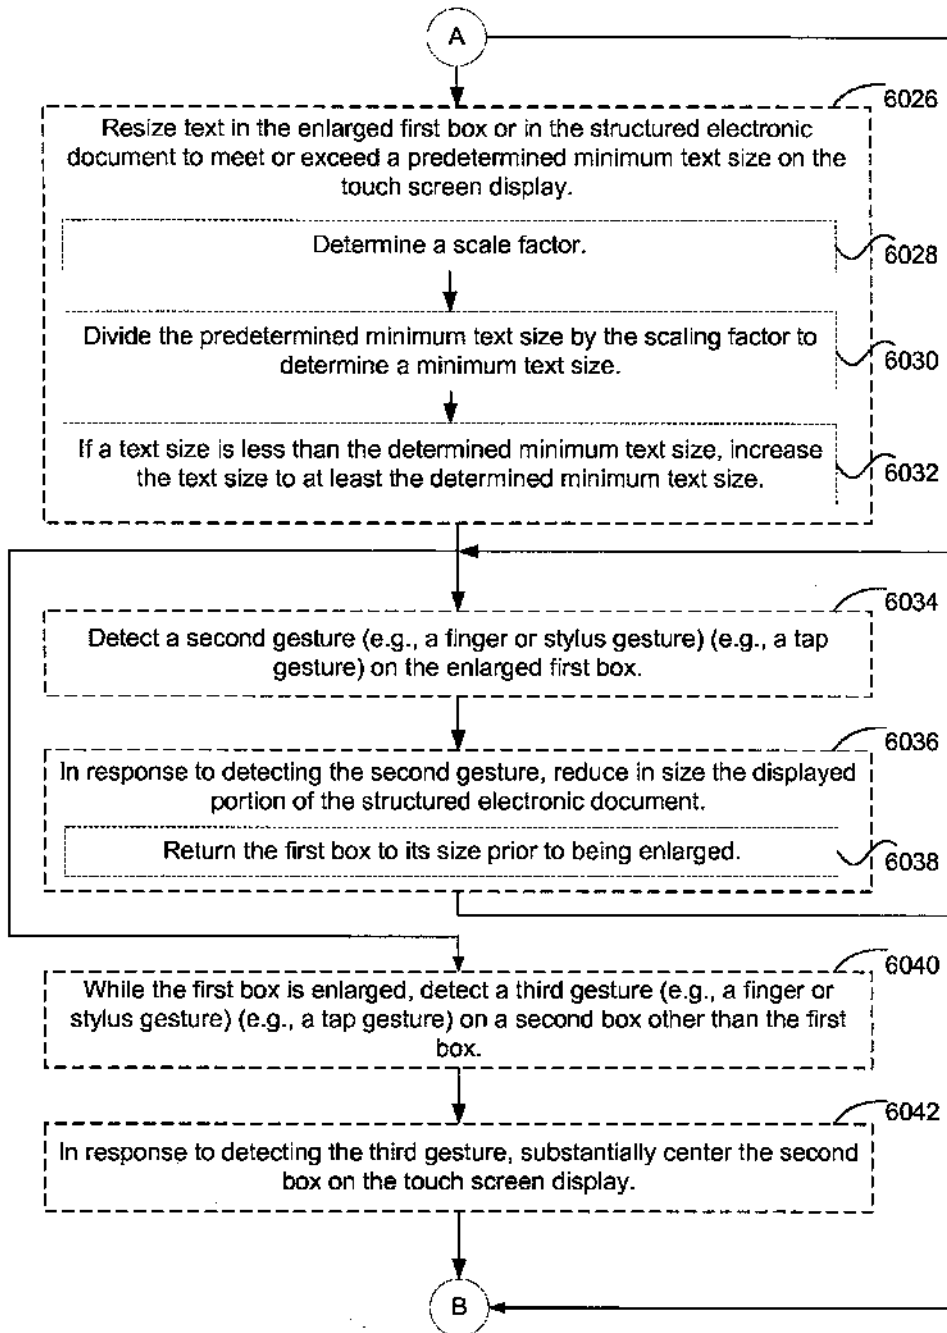 A
6026
Resize text in the enlarged first box or in the structured electronic
document to meet or exceed a predetermined minimum text size on the
touch screen display.
Determine a scale factor.
6028
Divide the predetermined minimum text size by the scaling factor to
determine a minimum text size.
6030
If a text size is less than the determined minimum text size, increase
the text size to at least the determined minimum text size.
6032
6034
Detect a second gesture (e.g., a finger or stylus gesture) (e.g., a tap
gesture) on the enlarged first box.
6036
In response to detecting the second gesture, reduce in size the displayed
portion of the structured electronic document.
Return the first box to its size prior to being enlarged.
6038
6040
While the first box is enlarged, detect a third gesture (e.g., a finger or
stylus gesture) (e.g., a tap gesture) on a second box other than the first
box.
6042
In response to detecting the third gesture, substantially center the second
box on the touch screen display.
B